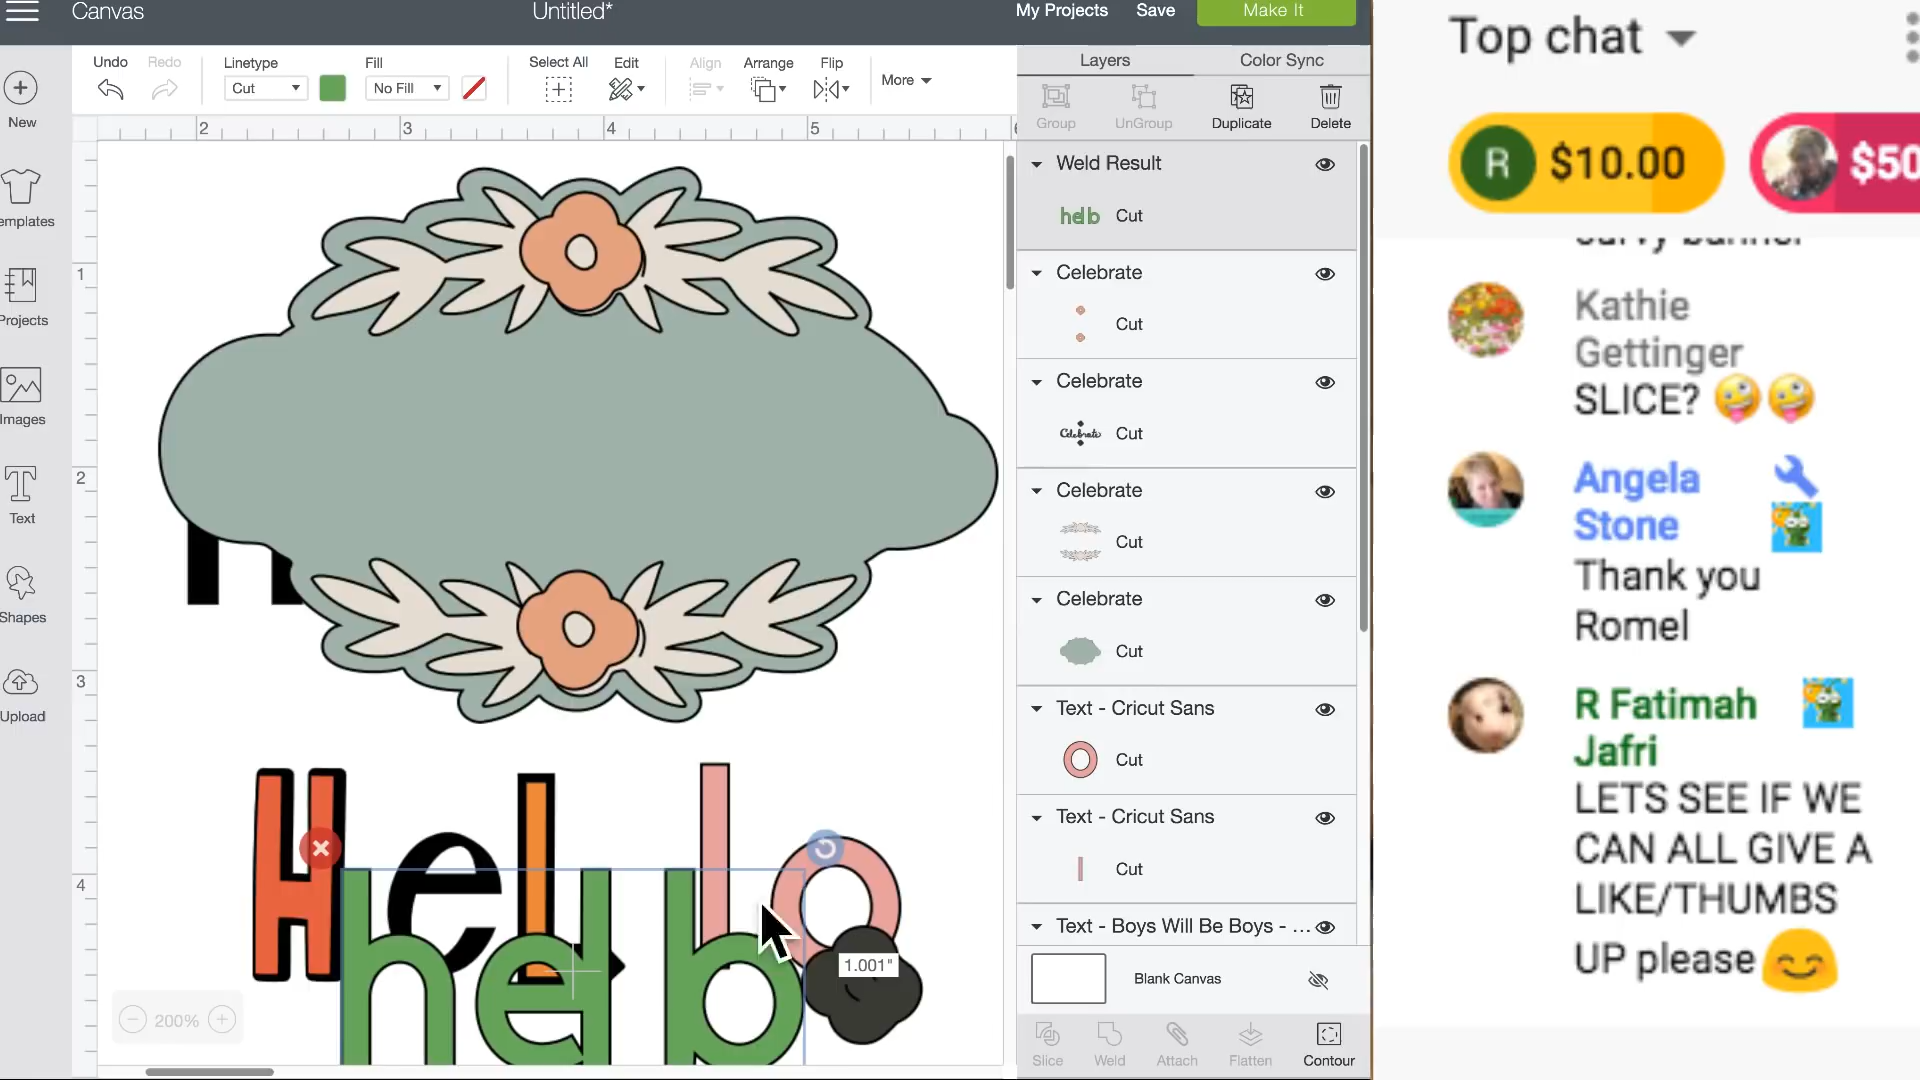 Canvas
Untitled*
My Projects
Save
Make It
Undo
Redo
Linetype
Cut
Fill
No Fill
Select All
Edit
Align
Arrange
Flip
More
2
3
4
5
1
2
3
4
New
emplates
Projects
Images
Text
Shapes
Upload
Hello
helb
1.001"
200%
Layers
Color Sync
Group
UnGroup
Duplicate
Delete
Weld Result
helb Cut
Celebrate
Cut
Celebrate
Celebrate Cut
Celebrate
Cut
Celebrate
Cut
Text - Cricut Sans
Cut
Text - Cricut Sans
Cut
Text - Boys Will Be Boys - ...
Blank Canvas
Slice
Weld
Attach
Flatten
Contour
Top chat
R $10.00
$50
Kathie
Gettinger
SLICE? 🤪🤪
Angela
Stone
Thank you
Romel
R Fatimah
Jafri
LETS SEE IF WE
CAN ALL GIVE A
LIKE/THUMBS
UP please 😊